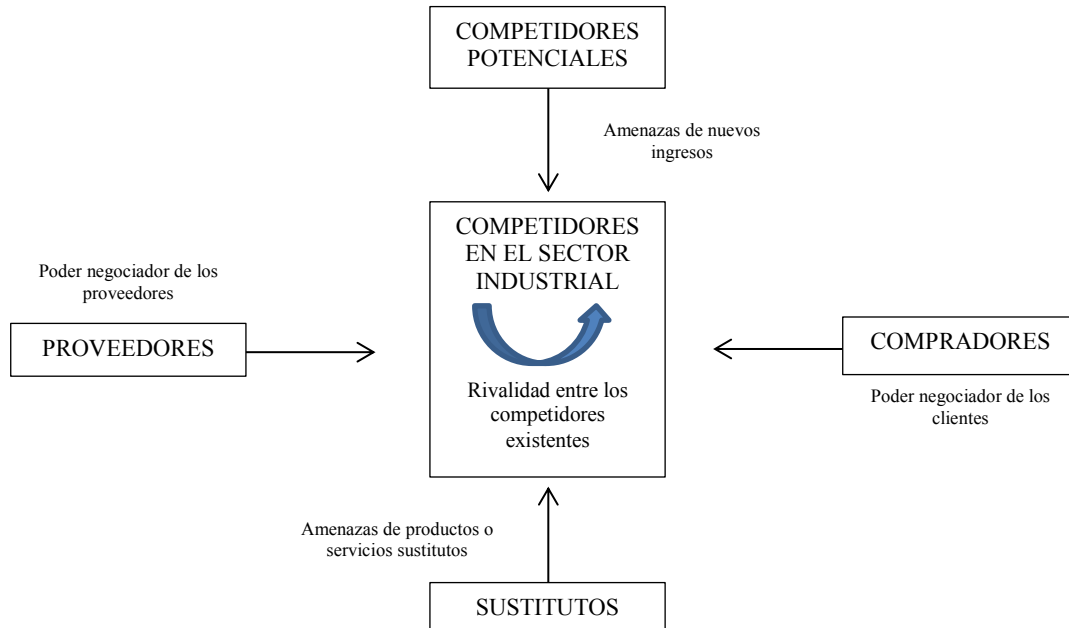 COMPETIDORES
POTENCIALES
Amenazas de nuevos
ingresos
COMPETIDORES
EN EL SECTOR
INDUSTRIAL
Rivalidad entre los
competidores
existentes
Poder negociador de los
proveedores
PROVEEDORES
COMPRADORES
Poder negociador de los
clientes
Amenazas de productos o
servicios sustitutos
SUSTITUTOS